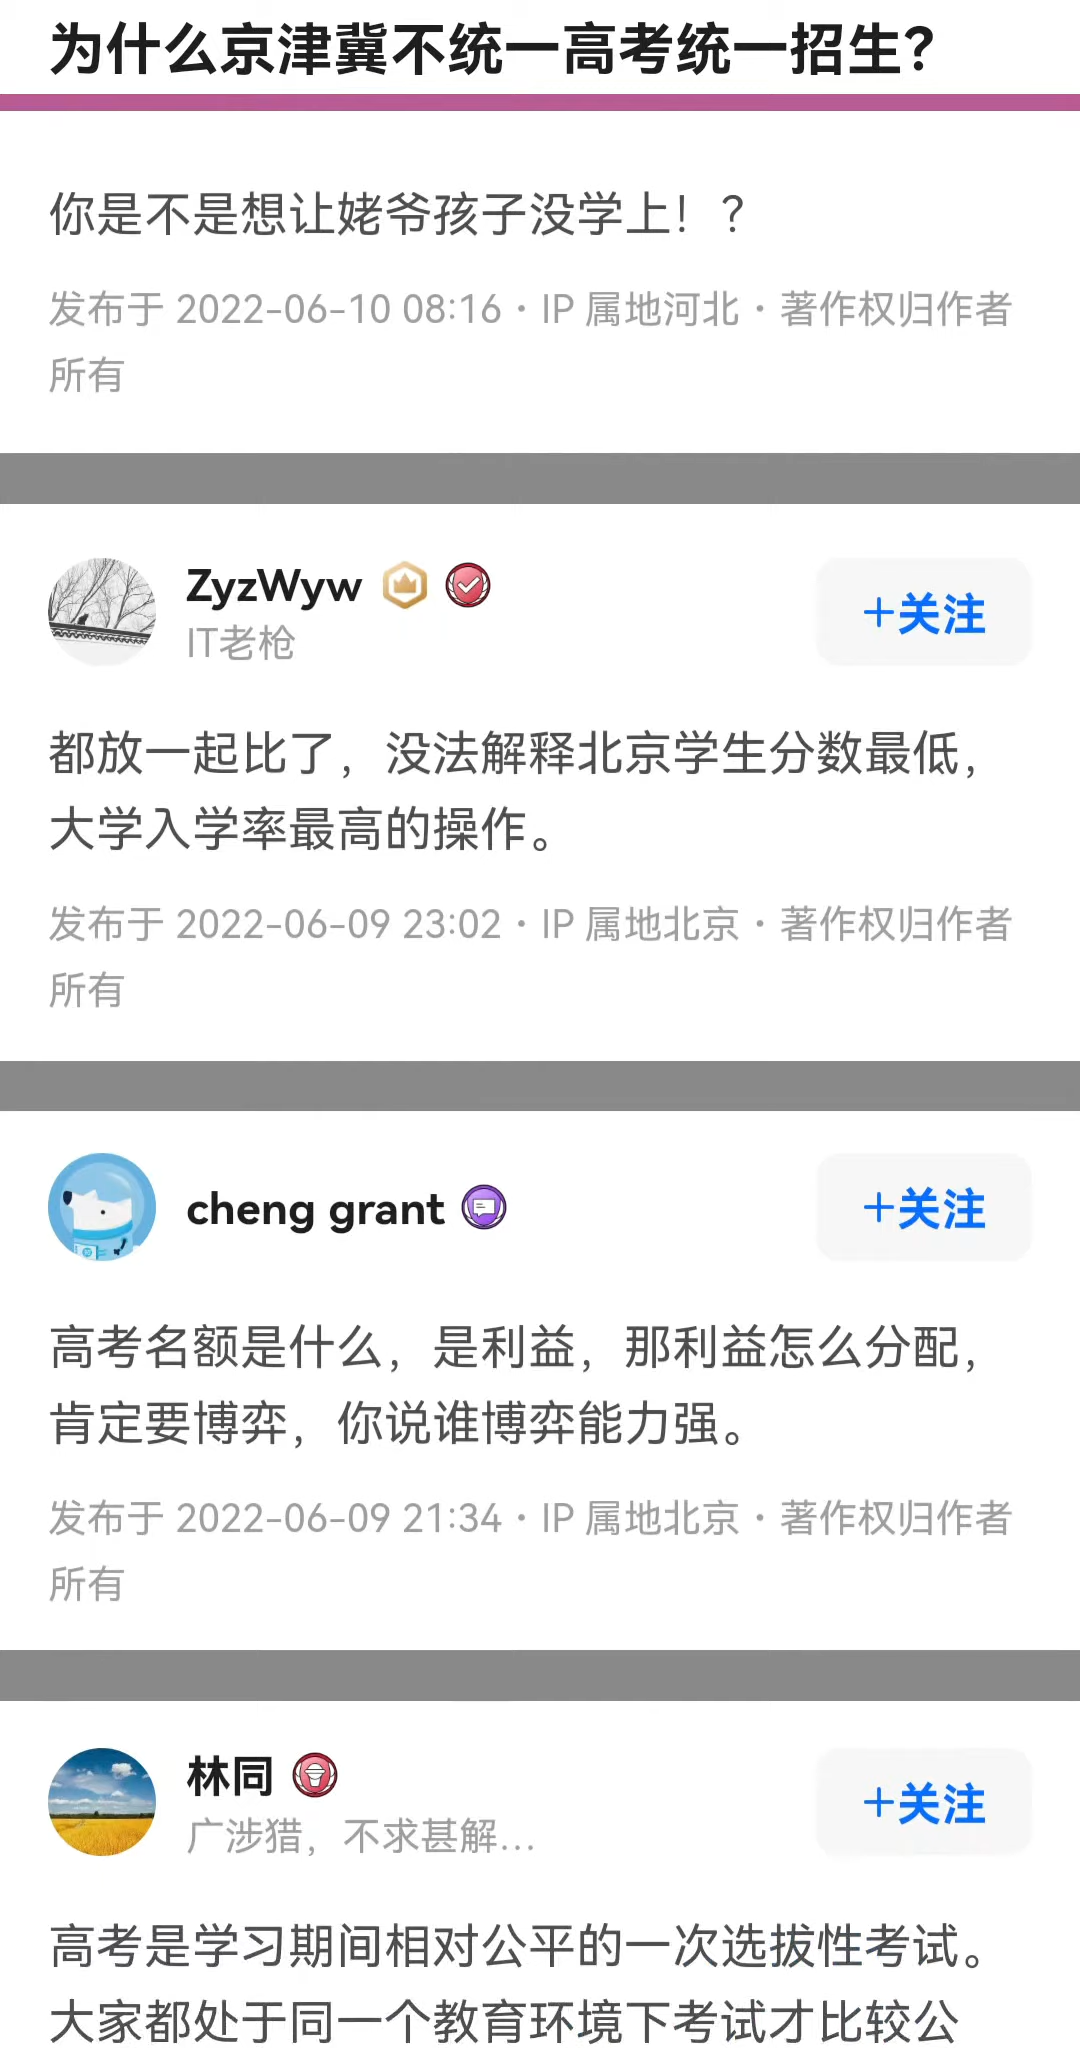 为什么京津冀不统一高考统一招生？
你是不是想让姥爷孩子没学上！？
发布于 2022-06-10 08:16 · IP 属地河北 · 著作权归作者
所有
ZyzWyw
IT老枪
+关注
都放一起比了，没法解释北京学生分数最低，
大学入学率最高的操作。
发布于 2022-06-09 23:02 · IP 属地北京 · 著作权归作者
所有
cheng grant
+关注
高考名额是什么，是利益，那利益怎么分配，
肯定要博弈，你说谁博弈能力强。
发布于 2022-06-09 21:34 · IP 属地北京 · 著作权归作者
所有
林同
广涉猎，不求甚解...
+关注
高考是学习期间相对公平的一次选拔性考试。
大家都处于同一个教育环境下考试才比较公